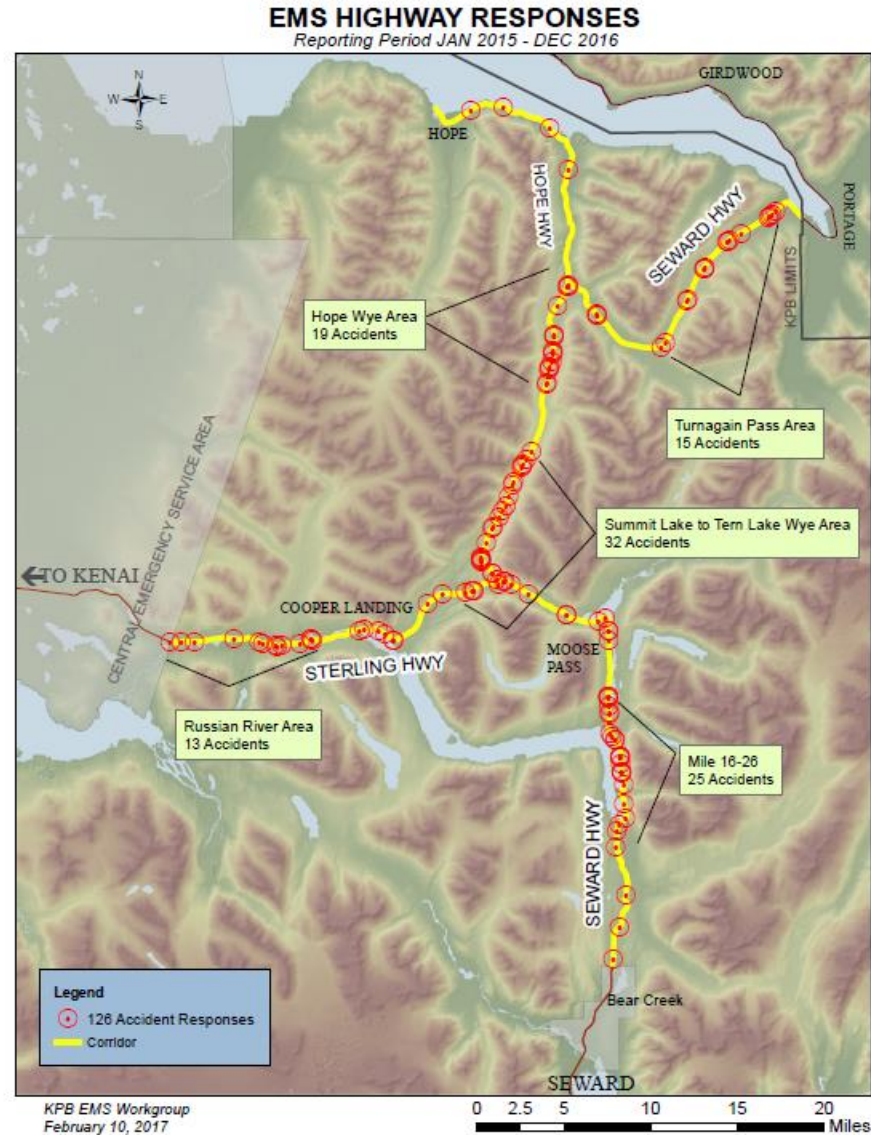 EMS HIGHWAY RESPONSES
Reporting Period JAN 2015 - DEC 2016
N
W E
S
GIRDWOOD
HOPE
HOPE HWY
SEWARD HWY
PORTAGE
KPB LIMITS
Hope Wye Area
19 Accidents
Turnagain Pass Area
15 Accidents
CENTRAL EMERGENCY SERVICE AREA
Summit Lake to Tern Lake Wye Area
32 Accidents
TO KENAI
COOPER LANDING
STERLING HWY
MOOSE
PASS
Russian River Area
13 Accidents
Mile 16-26
25 Accidents
SEWARD HWY
Bear Creek
SEWARD
Legend
126 Accident Responses
Corridor
KPB EMS Workgroup
February 10, 2017
0 2.5 5 10 15 20
Miles